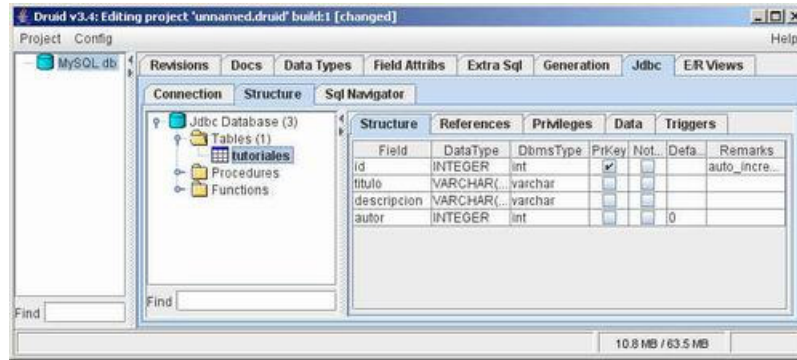 Druid v3.4: Editing project 'unnamed.druid' build:1 [changed]
Project Config Help
MySQL db
Revisions Docs Data Types Field Attribs Extra Sql Generation Jdbc E/R Views
Connection Structure Sql Navigator
Jdbc Database (3)
Tables (1)
tutoriales
Procedures
Functions
Structure References Privileges Data Triggers
Field DataType DbmsType PrKey Not... Defa... Remarks
id INTEGER int auto_incre...
titulo VARCHAR(... varchar
descripcion VARCHAR(... varchar
autor INTEGER int 0
Find
Find
10.8 MB / 63.5 MB